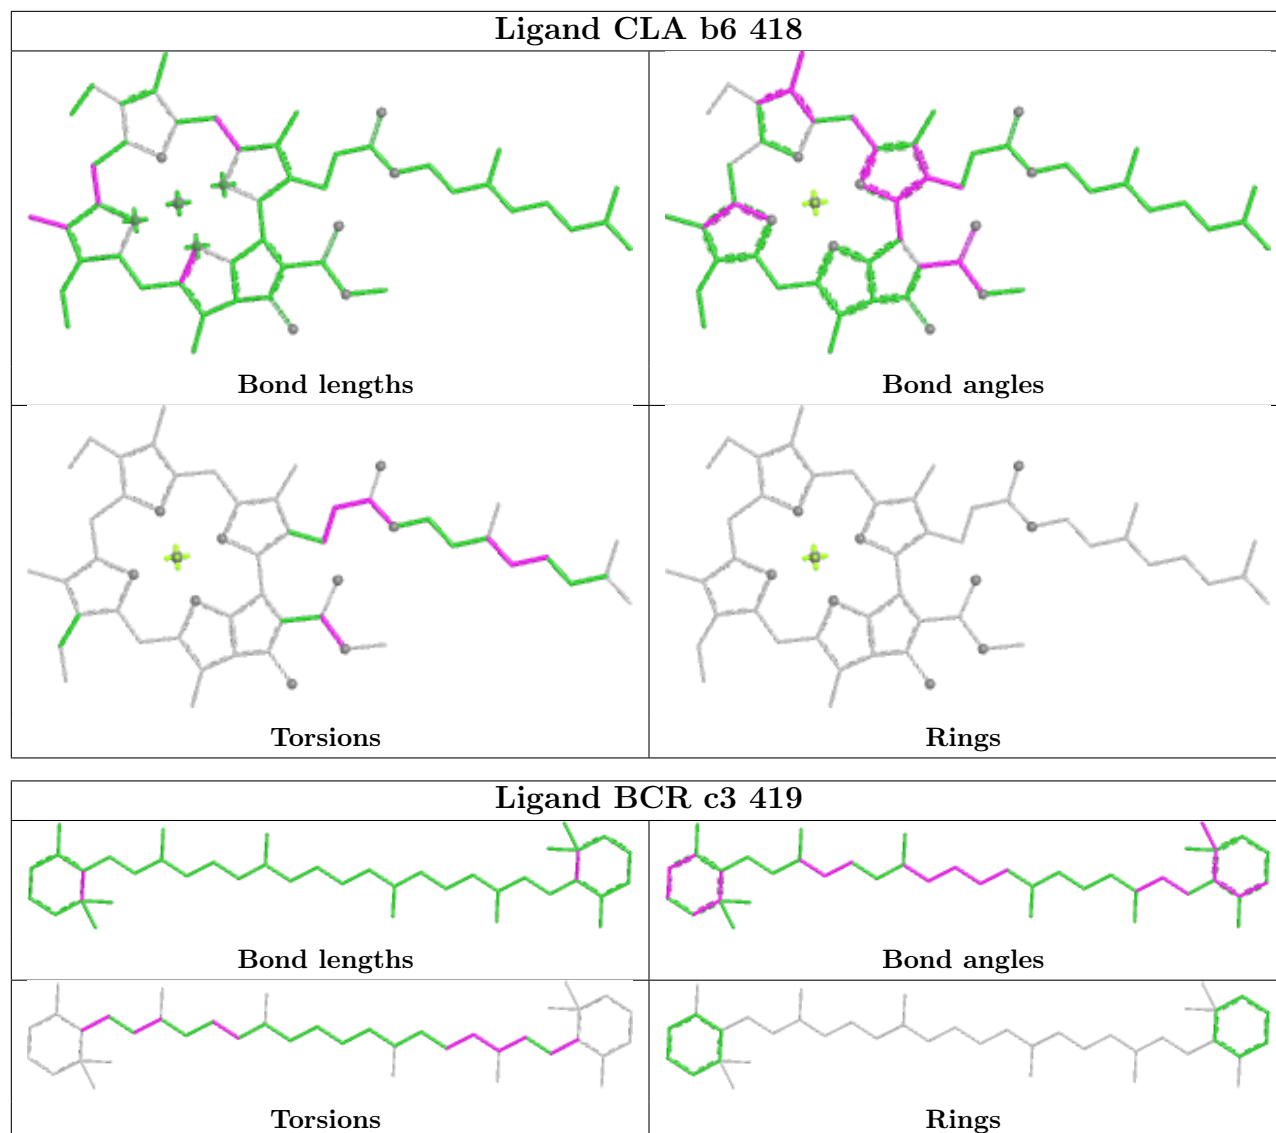 Ligand CLA b6 418
Bond lengths
Bond angles
Torsions
Rings
Ligand BCR c3 419
Bond lengths
Bond angles
Torsions
Rings